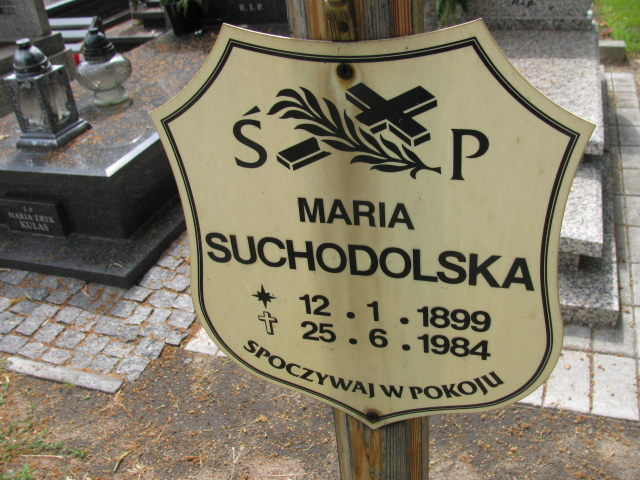 R.I.P.
Ś P
MARIA
SUCHODOLSKA
12.1.1899
25.6.1984
SPOCZYWAJ W POKOJU
Ś.P.
MARIA ERYK
KULAS